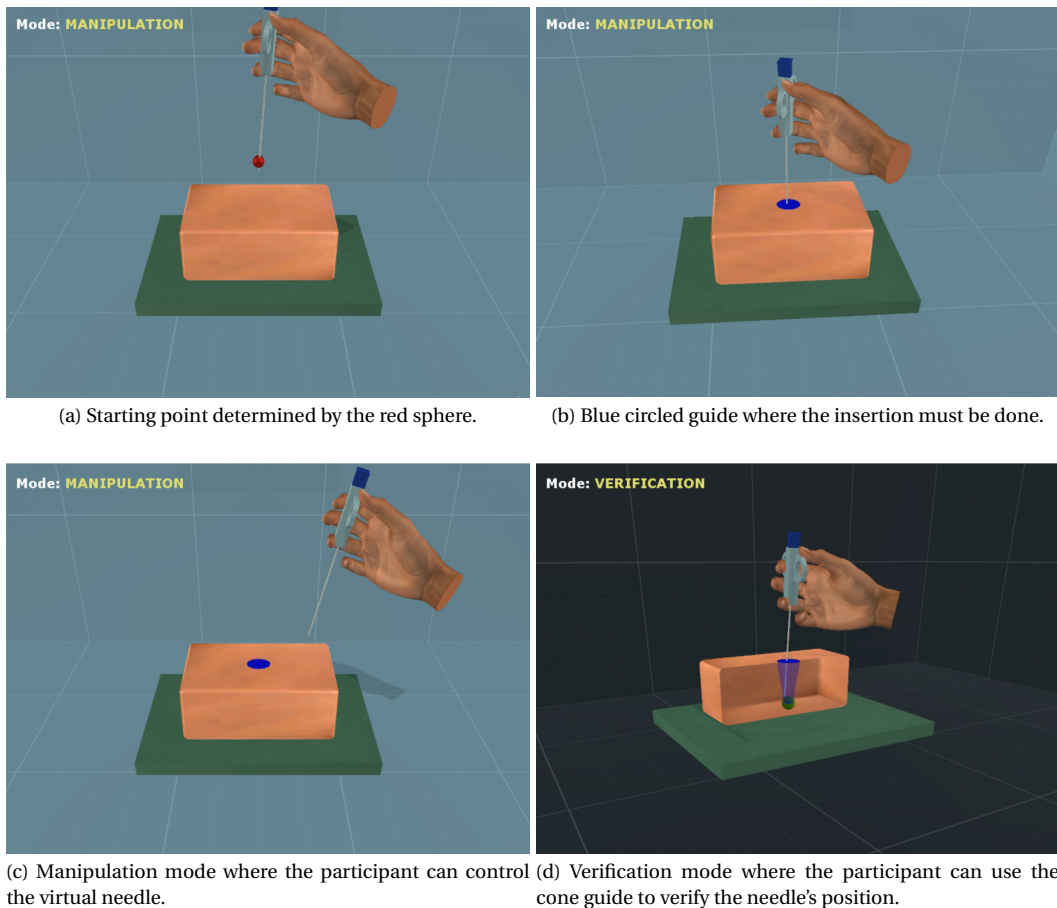 Mode: MANIPULATION
Mode: MANIPULATION
(a) Starting point determined by the red sphere.
(b) Blue circled guide where the insertion must be done.
Mode: MANIPULATION
Mode: VERIFICATION
(c) Manipulation mode where the participant can control
the virtual needle.
(d) Verification mode where the participant can use the
cone guide to verify the needle's position.